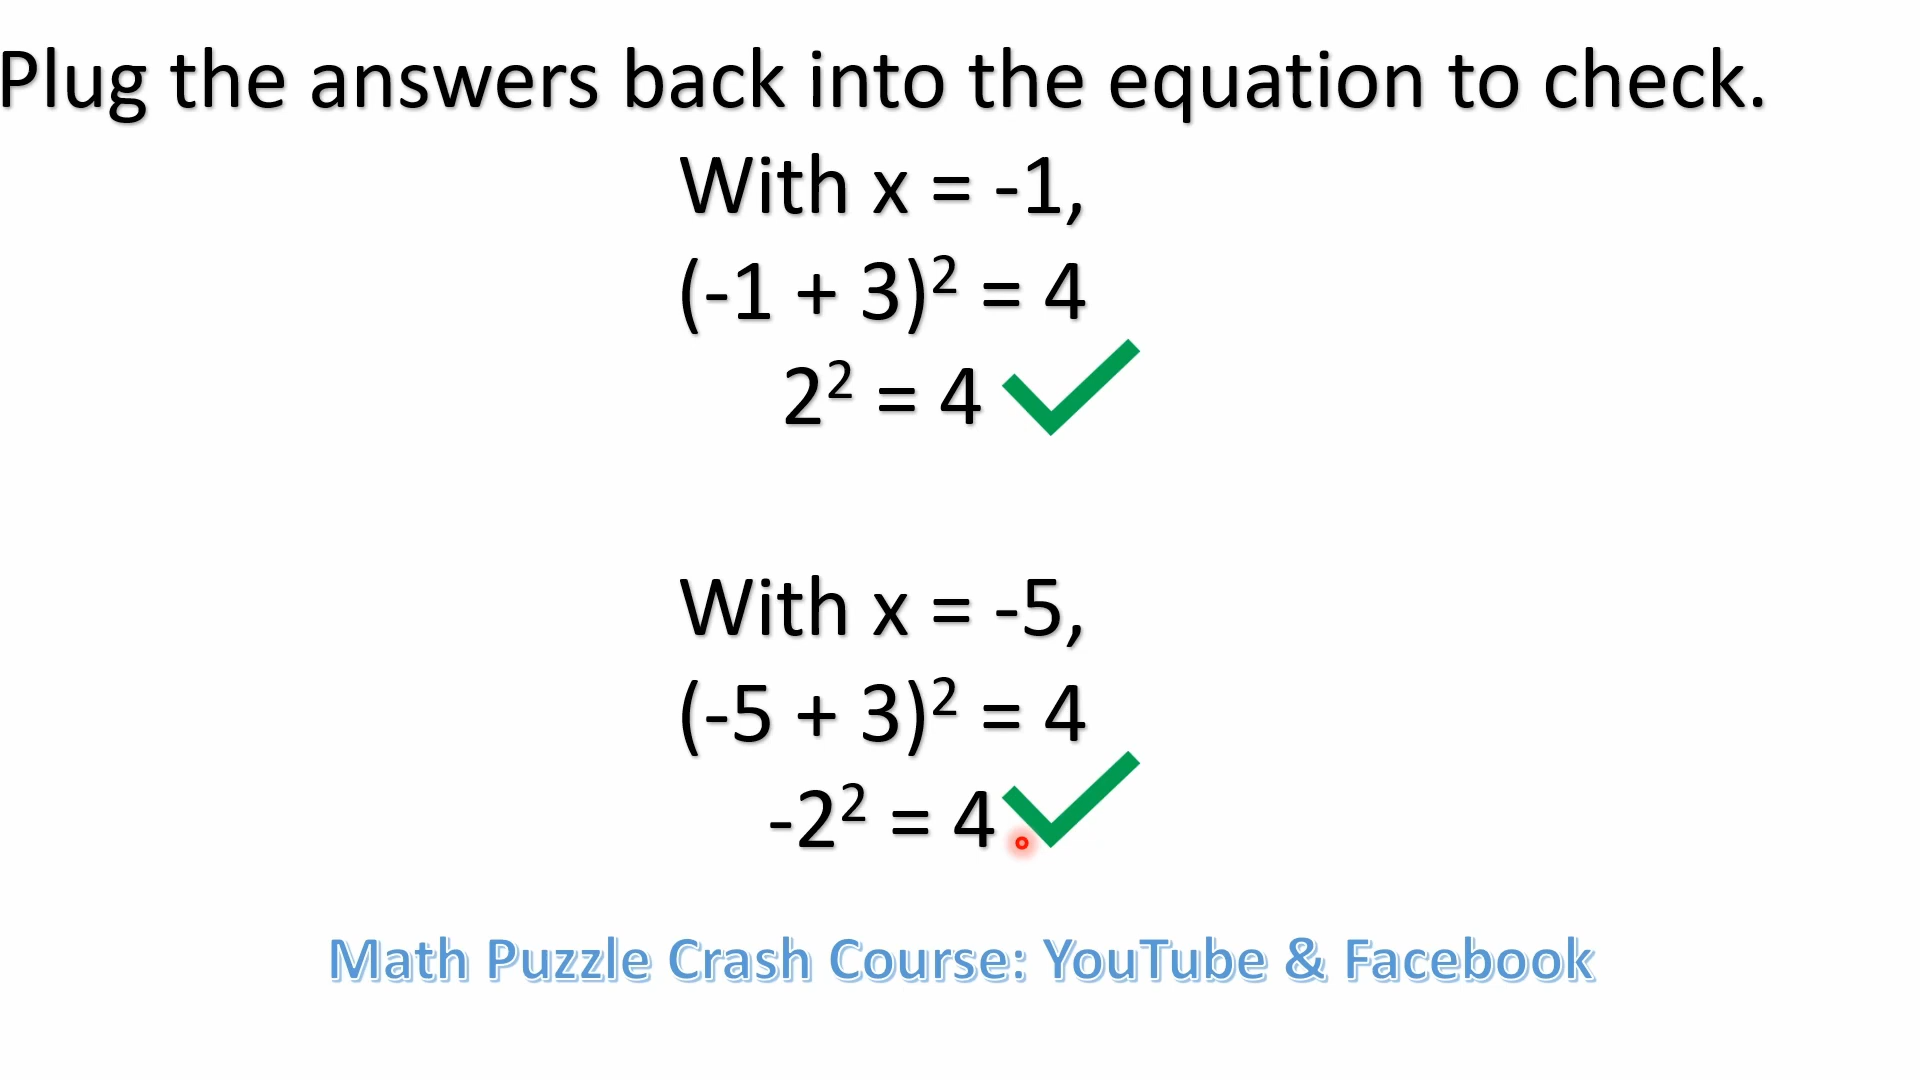 Plug the answers back into the equation to check.
With x = -1,
(-1 + 3)² = 4
2² = 4
With x = -5,
(-5 + 3)² = 4
-2² = 4
Math Puzzle Crash Course: YouTube & Facebook